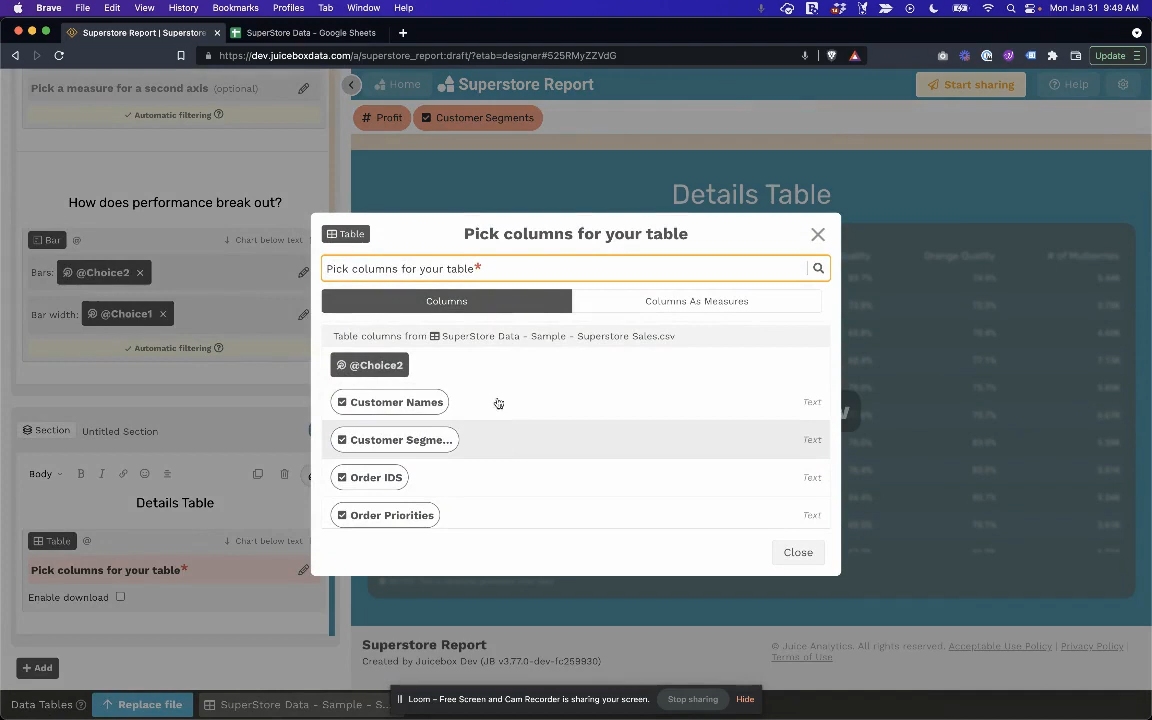 Brave File Edit View History Bookmarks Profiles Tab Window Help
Mon Jan 31 9:49 AM
Superstore Report | Superstore
SuperStore Data - Google Sheets
https://dev.juiceboxdata.com/a/superstore_report:draft/?etab=designer#525RMyZZVdG
Update
Pick a measure for a second axis (optional)
✓ Automatic filtering ?
How does performance break out?
Bar @ ↓ Chart below text
Bars: @Choice2 ×
Bar width: @Choice1 ×
✓ Automatic filtering ?
Section Untitled Section
Body B I
Details Table
Table @ ↓ Chart below text
Pick columns for your table*
Enable download
+ Add
Data Tables ? Replace file SuperStore Data - Sample - S...
Home Superstore Report Start sharing Help
# Profit Customer Segments
Details Table
Table Pick columns for your table
Pick columns for your table*
Columns Columns As Measures
Table columns from SuperStore Data - Sample - Superstore Sales.csv
@Choice2
Customer Names Text
Customer Segme... Text
Order IDS Text
Order Priorities Text
Close
Superstore Report
Created by Juicebox Dev (JB v3.77.0-dev-fc259930)
© Juice Analytics. All rights reserved. Acceptable Use Policy | Privacy Policy |
Terms of Use
Loom – Free Screen and Cam Recorder is sharing your screen. Stop sharing Hide